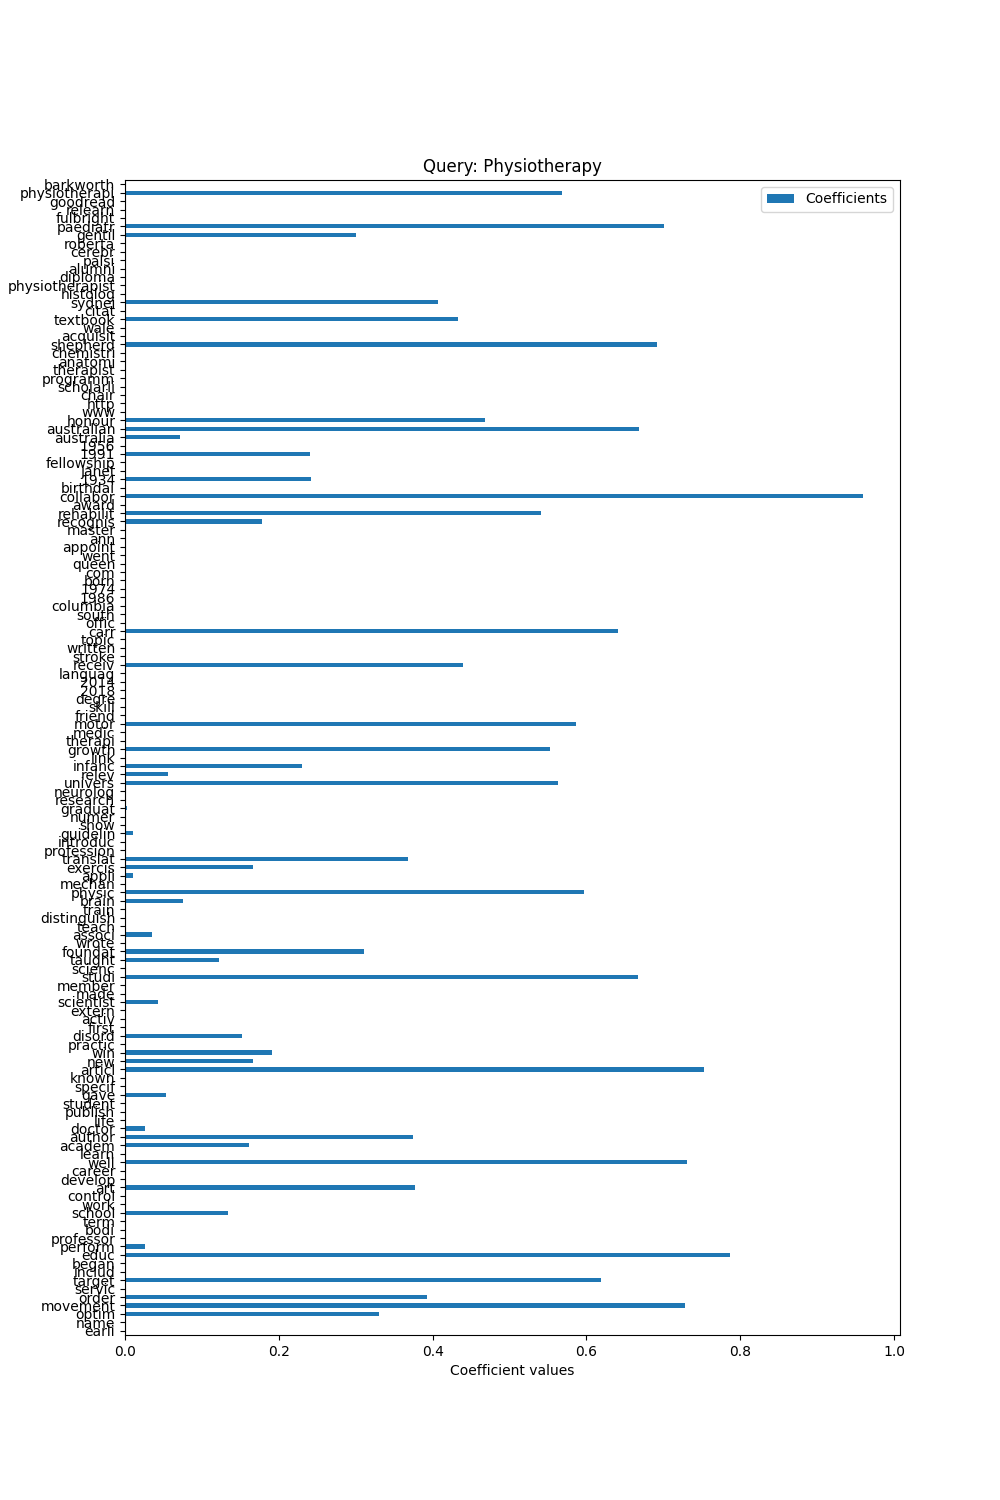 Query: Physiotherapy
Coefficients
barkworth
physiotherapi
goodread
relearn
fulbright
paediatr
gentil
roberta
cerebr
palsi
alumni
diploma
physiotherapist
histolog
sydnei
citat
textbook
wale
acquisit
shepherd
chemistri
anatomi
therapist
programm
scholarli
chair
http
www
honour
australian
australia
1956
1991
fellowship
janet
1934
birthdai
collabor
award
rehabilit
recognis
master
ann
appoint
went
queen
com
born
1974
1986
columbia
south
offic
carr
topic
written
stroke
receiv
languag
2014
2018
degre
skill
friend
motor
medic
therapi
growth
link
infanc
relev
univers
neurolog
research
graduat
numer
show
guidelin
introduc
profession
translat
exercis
appli
mechan
physic
brain
train
distinguish
teach
associ
wrote
foundat
taught
scienc
studi
member
made
scientist
extern
activ
first
disord
practic
win
new
articl
known
specif
gave
student
publish
life
doctor
author
academ
learn
well
career
develop
art
control
work
school
term
bodi
professor
perform
educ
began
includ
target
servic
order
movement
optim
name
earli
0.0 0.2 0.4 0.6 0.8 1.0
Coefficient values